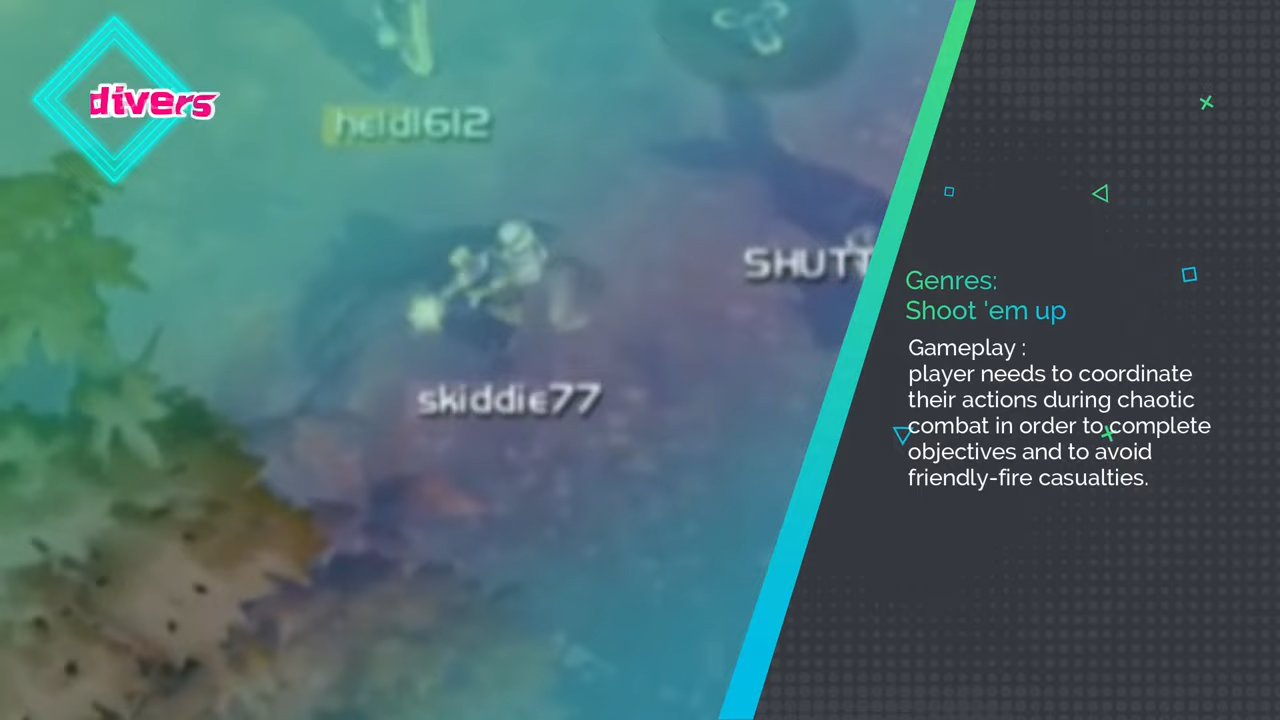 divers
heidi612
SHUTT
skiddie77
Genres:
Shoot 'em up
Gameplay :
player needs to coordinate
their actions during chaotic
combat in order to complete
objectives and to avoid
friendly-fire casualties.